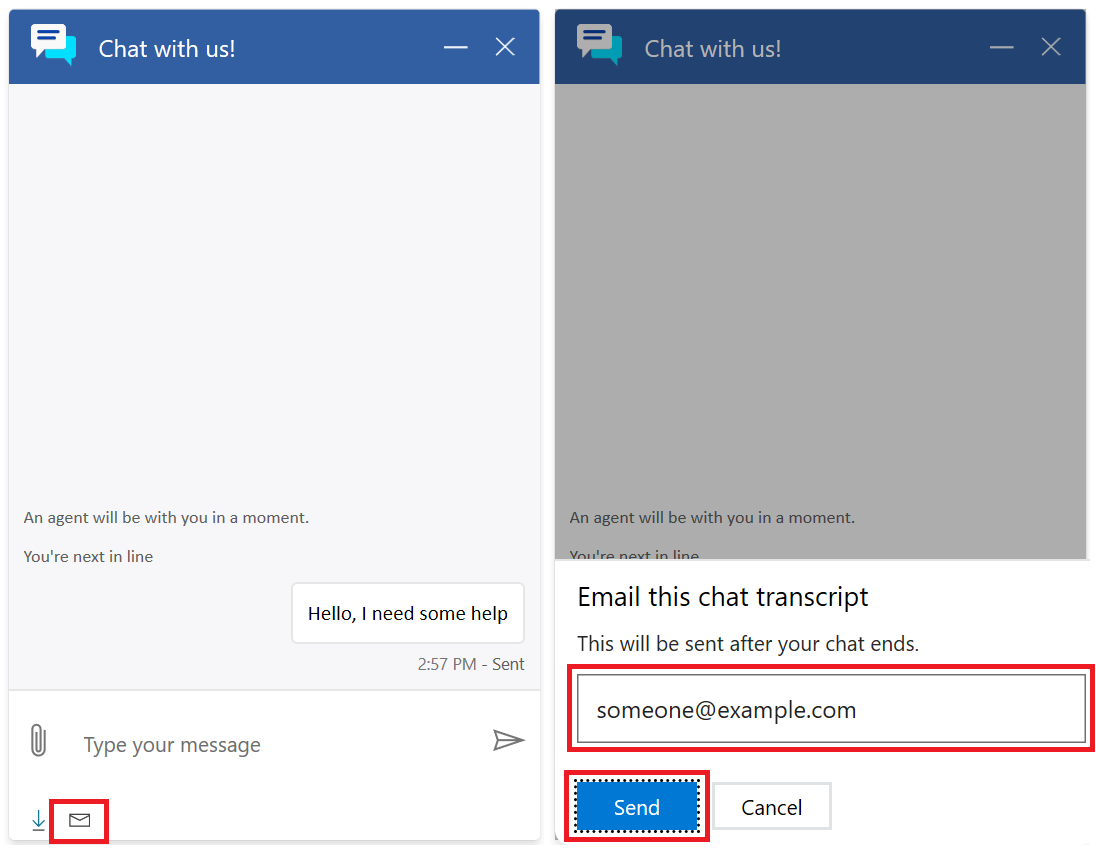 Chat with us!
An agent will be with you in a moment.
You're next in line
Hello, I need some help
2:57 PM - Sent
Type your message
Chat with us!
An agent will be with you in a moment.
You're next in line
Email this chat transcript
This will be sent after your chat ends.
someone@example.com
Send
Cancel